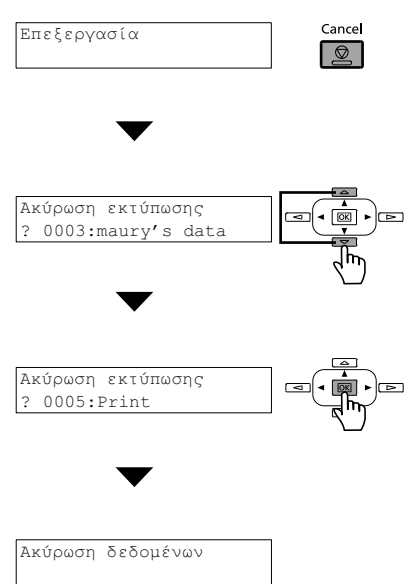 Επεξεργασία
Cancel
Ακύρωση εκτύπωσης
? 0003:maury's data
OK
Ακύρωση εκτύπωσης
? 0005:Print
OK
Ακύρωση δεδομένων